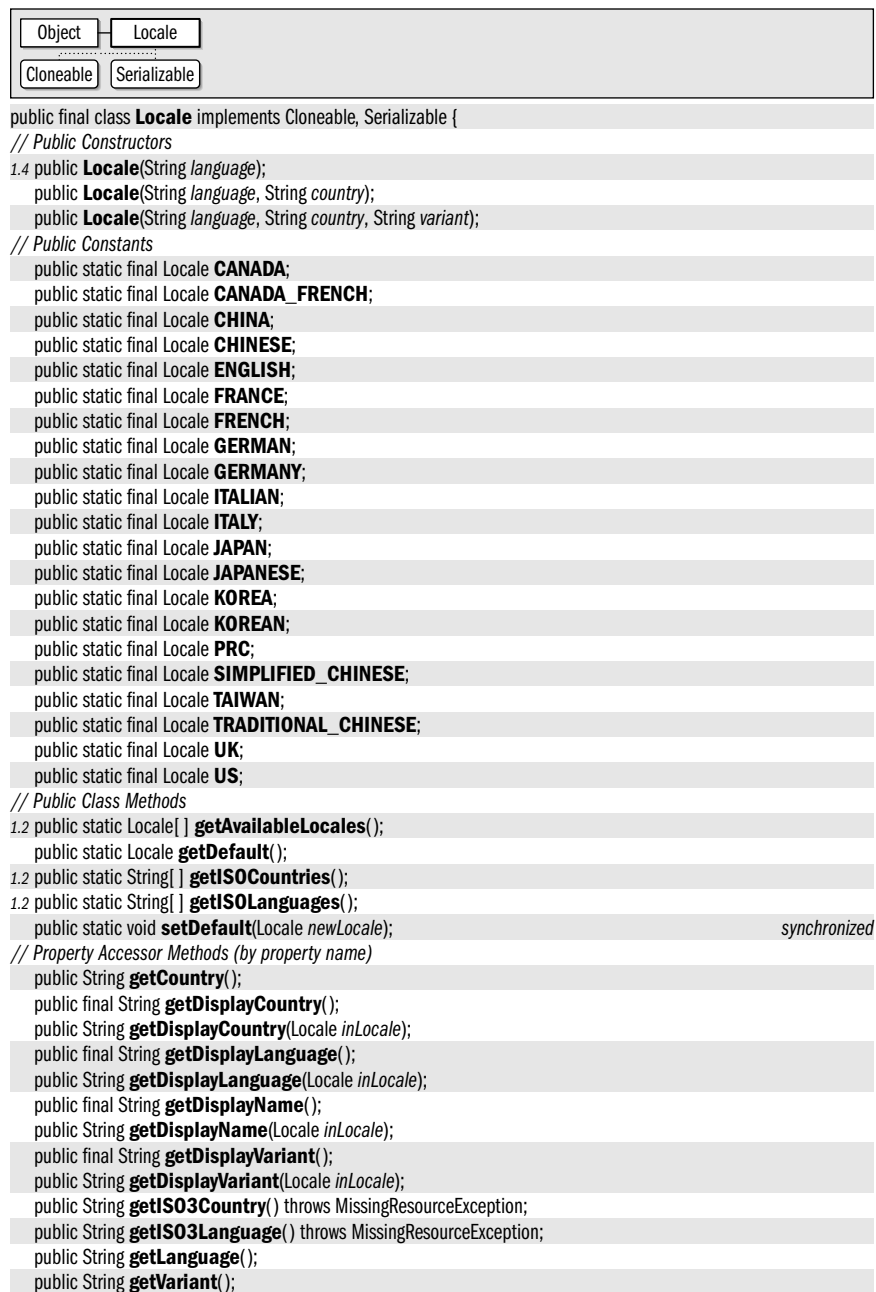 Object Locale
Cloneable Serializable
public final class Locale implements Cloneable, Serializable {
// Public Constructors
1.4 public Locale(String language);
public Locale(String language, String country);
public Locale(String language, String country, String variant);
// Public Constants
public static final Locale CANADA;
public static final Locale CANADA_FRENCH;
public static final Locale CHINA;
public static final Locale CHINESE;
public static final Locale ENGLISH;
public static final Locale FRANCE;
public static final Locale FRENCH;
public static final Locale GERMAN;
public static final Locale GERMANY;
public static final Locale ITALIAN;
public static final Locale ITALY;
public static final Locale JAPAN;
public static final Locale JAPANESE;
public static final Locale KOREA;
public static final Locale KOREAN;
public static final Locale PRC;
public static final Locale SIMPLIFIED_CHINESE;
public static final Locale TAIWAN;
public static final Locale TRADITIONAL_CHINESE;
public static final Locale UK;
public static final Locale US;
// Public Class Methods
1.2 public static Locale[ ] getAvailableLocales( );
public static Locale getDefault( );
1.2 public static String[ ] getISOCountries( );
1.2 public static String[ ] getISOLanguages( );
public static void setDefault(Locale newLocale); synchronized
// Property Accessor Methods (by property name)
public String getCountry( );
public final String getDisplayCountry( );
public String getDisplayCountry(Locale inLocale);
public final String getDisplayLanguage( );
public String getDisplayLanguage(Locale inLocale);
public final String getDisplayName( );
public String getDisplayName(Locale inLocale);
public final String getDisplayVariant( );
public String getDisplayVariant(Locale inLocale);
public String getISO3Country( ) throws MissingResourceException;
public String getISO3Language( ) throws MissingResourceException;
public String getLanguage( );
public String getVariant( );